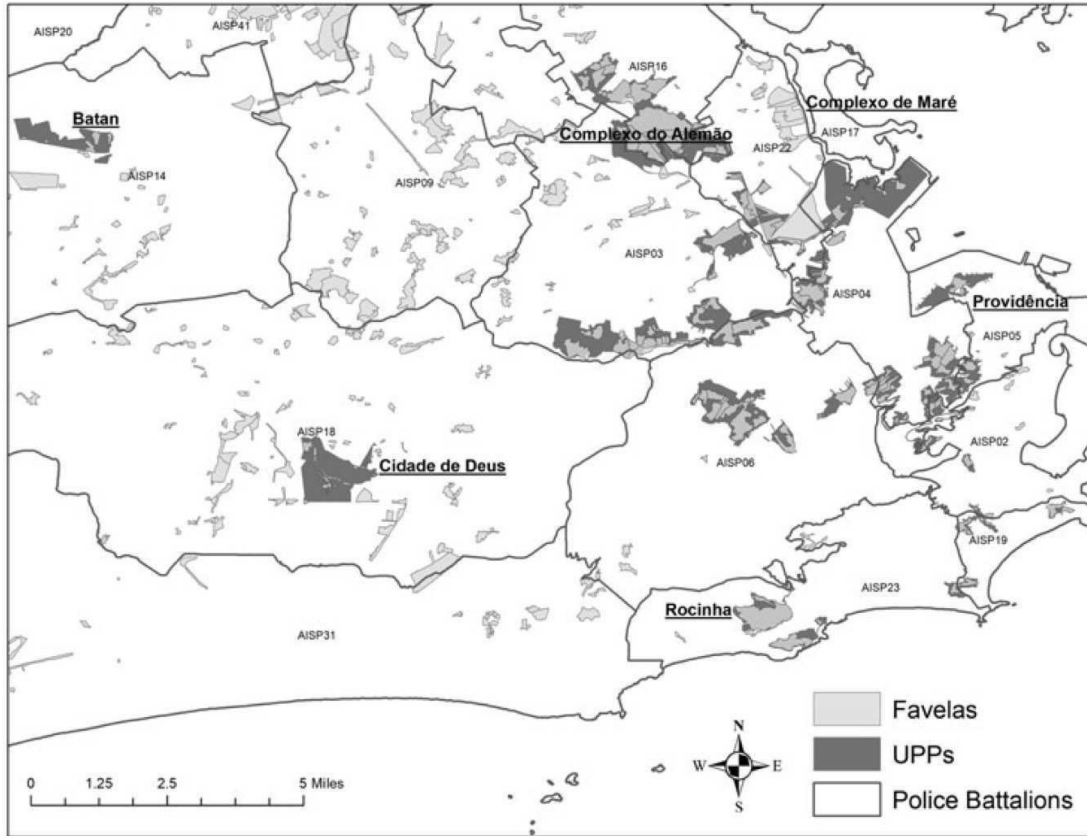 AISP20
AISP41
AISP16
Batan
Complexo de Maré
Complexo do Alemão
AISP17
AISP22
AISP14
AISP09
AISP03
AISP04
Providência
AISP05
AISP18
AISP02
Cidade de Deus
AISP06
AISP19
AISP23
Rocinha
AISP31
Favelas
N
W E
S
UPPs
0 1.25 2.5 5 Miles
Police Battalions